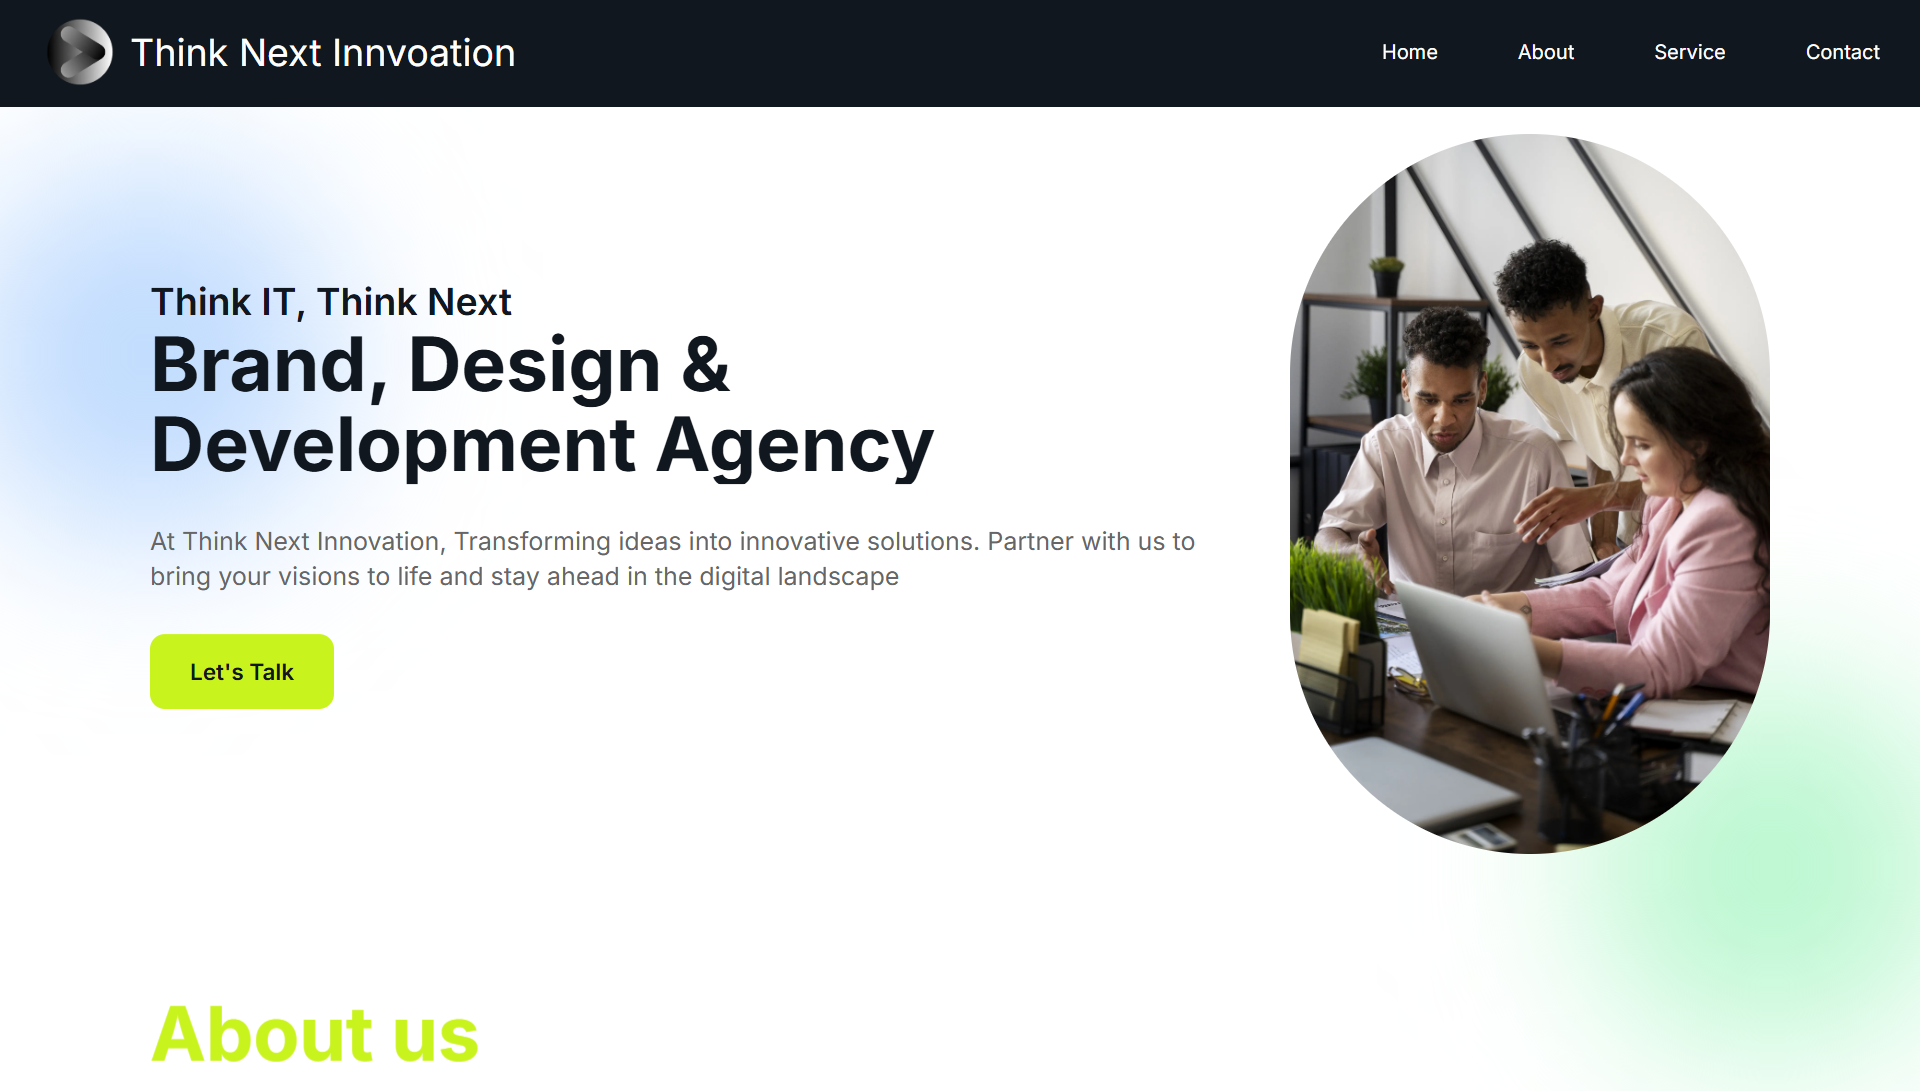 Think Next Innvoation
Home
About
Service
Contact
Think IT, Think Next
Brand, Design &
Development Agency
At Think Next Innovation, Transforming ideas into innovative solutions. Partner with us to
bring your visions to life and stay ahead in the digital landscape
Let's Talk
About us